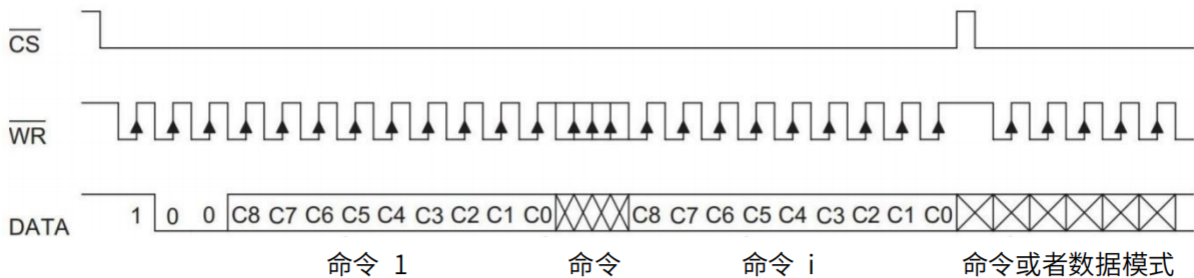 CS
WR
DATA 1 0 0 C8 C7 C6 C5 C4 C3 C2 C1 C0 C8 C7 C6 C5 C4 C3 C2 C1 C0
命令 1 命令 命令 i 命令或者数据模式